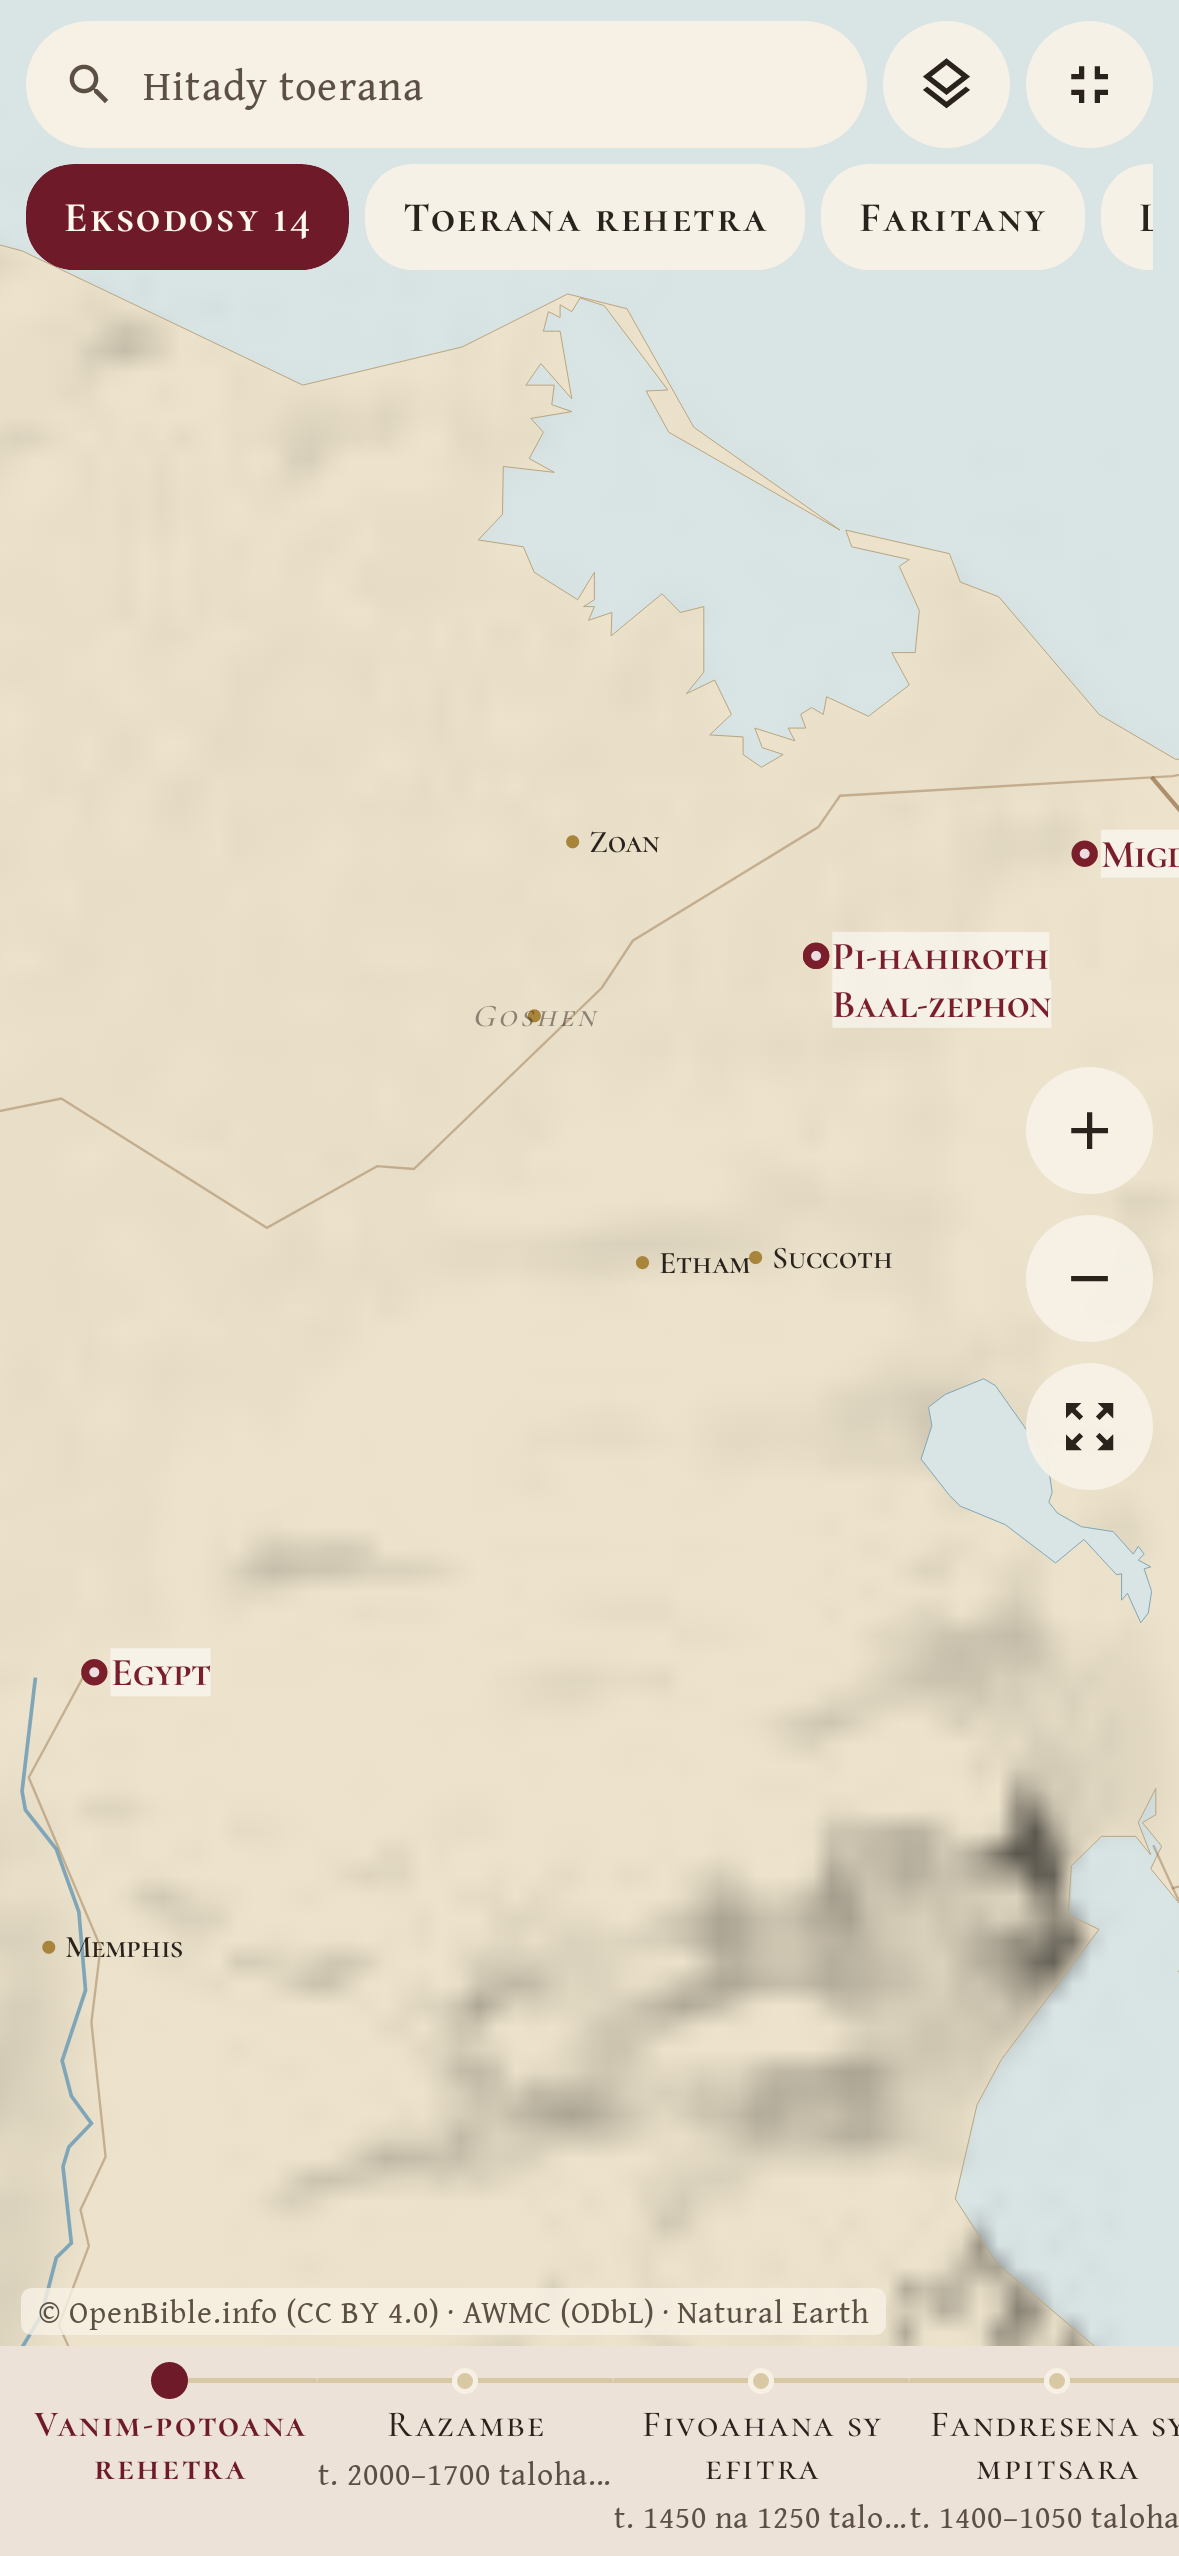 Hitady toerana
Eksodosy 14
Toerana rehetra
Faritany
Zoan
Pi-hahiroth
Baal-zephon
Goshen
Etham
Succoth
Egypt
Memphis
© OpenBible.info (CC BY 4.0) · AWMC (ODbL) · Natural Earth
Vanim-potoana
rehetra
Razambe
t. 2000–1700 taloha...
Fivoahana sy
efitra
t. 1450 na 1250 talo...
Fandresena sy
mpitsara
t. 1400–1050 taloha